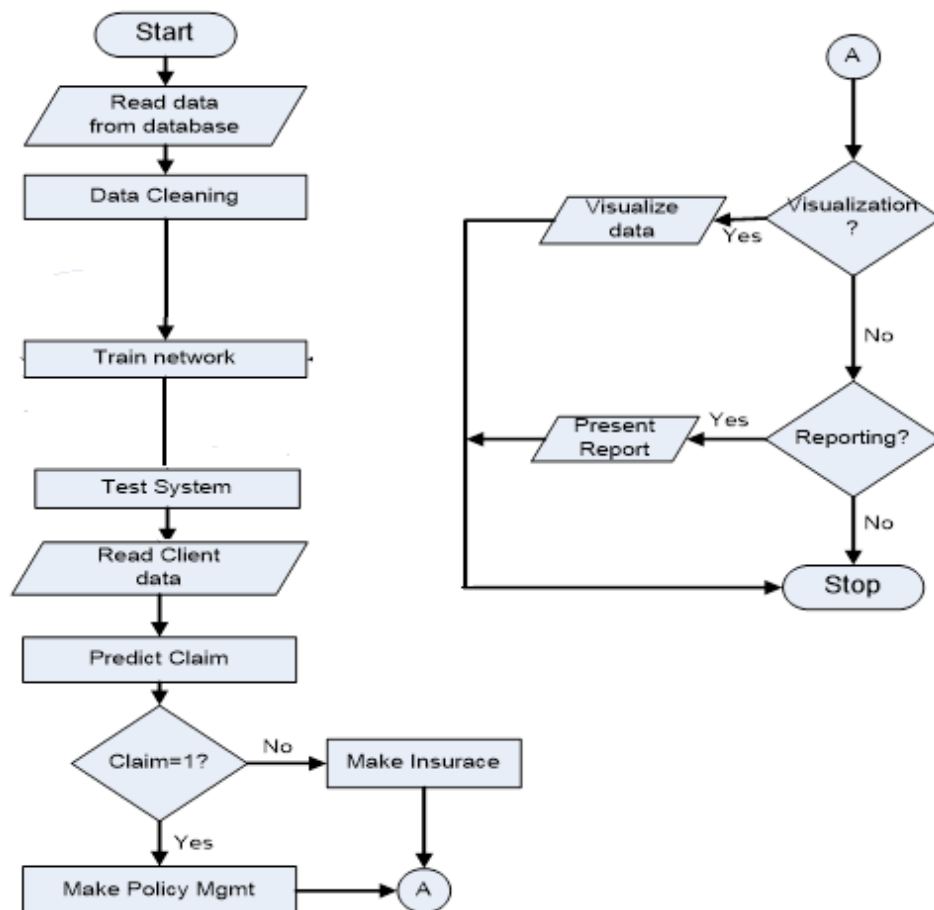 Start
Read data
from database
Data Cleaning
Train network
Test System
Read Client
data
Predict Claim
Claim=1?
No
Make Insurace
Yes
Make Policy Mgmt
A
A
Visualization
?
Yes
Visualize
data
No
Reporting?
Yes
Present
Report
No
Stop